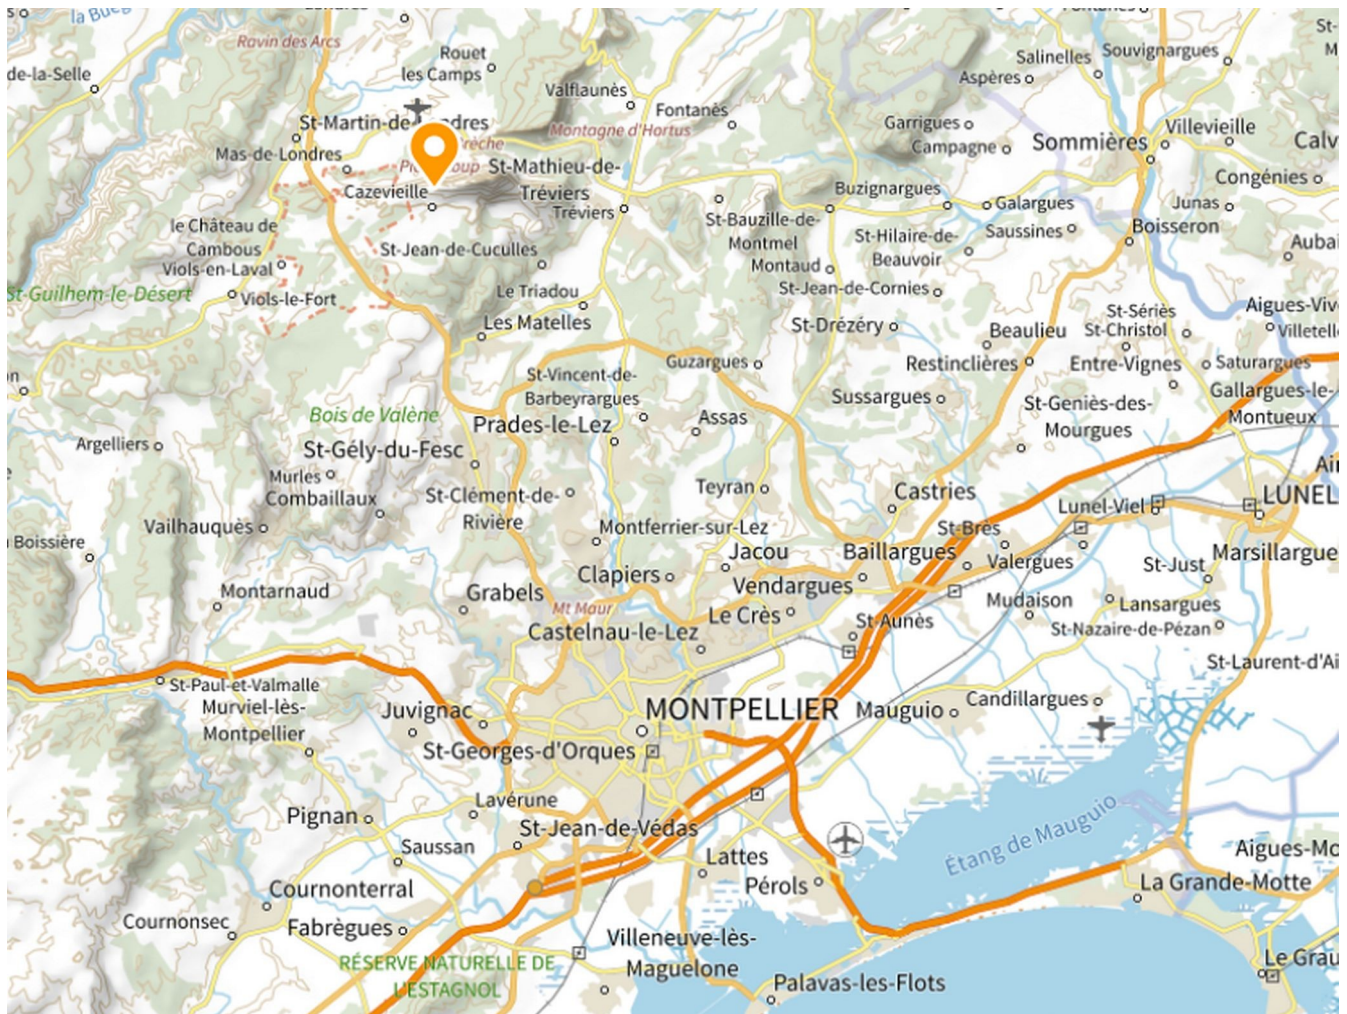 la Bueg
Ravin des Arcs
Rouet
les Camps
de-la-Selle
Valflaunès
Fontanès
Salinelles
Souvignargues
Aspères
St-
M
St-Martin-de-Londres
Montagne d'Hortus
Garrigues
Campagne
Sommières
Villevieille
Calv
Mas-de-Londres
St-Mathieu-de-
Tréviers
Cazevieille
Tréviers
Buzignargues
Galargues
Congénies
Junas
le Château de
Cambous
Viols-en-Laval
St-Jean-de-Cuculles
St-Bauzille-de-
Montmel
Montaud
St-Hilaire-de-
Beauvoir
Saussines
Boisseron
Aubai
St-Guilhem-le-Désert
Viols-le-Fort
Le Triadou
Les Matelles
St-Jean-de-Cornies
St-Drézéry
Beaulieu
St-Sériès
St-Christol
Aigues-Viv
Villetelle
on
Guzargues
Restinclières
Entre-Vignes
Saturargues
St-Vincent-de-
Barbeyrargues
Sussargues
St-Geniès-des-
Mourgues
Gallargues-le-
Montueux
Bois de Valène
Prades-le-Lez
Assas
Argelliers
St-Gély-du-Fesc
Murles
Combaillaux
St-Clément-de-
Rivière
Teyran
Castries
Lunel-Viel
LUNEL
Ai
Vailhauquès
Montferrier-sur-Lez
St-Brès
Boissière
Jacou
Baillargues
Valergues
Marsillargue
Clapiers
Vendargues
St-Just
Montarnaud
Grabels
Mt Maur
Le Crès
Mudaison
Lansargues
Castelnau-le-Lez
St-Aunès
St-Nazaire-de-Pézan
St-Laurent-d'Ai
St-Paul-et-Valmalle
Murviel-lès-
Montpellier
Juvignac
MONTPELLIER
Mauguio
Candillargues
St-Georges-d'Orques
Lavérune
Pignan
St-Jean-de-Védas
Étang de Mauguio
Saussan
Lattes
Pérols
Aigues-Mo
La Grande-Motte
Cournonterral
Cournonsec
Fabrègues
Villeneuve-lès-
Maguelone
RÉSERVE NATURELLE DE
L'ESTAGNOL
Palavas-les-Flots
Le Grau